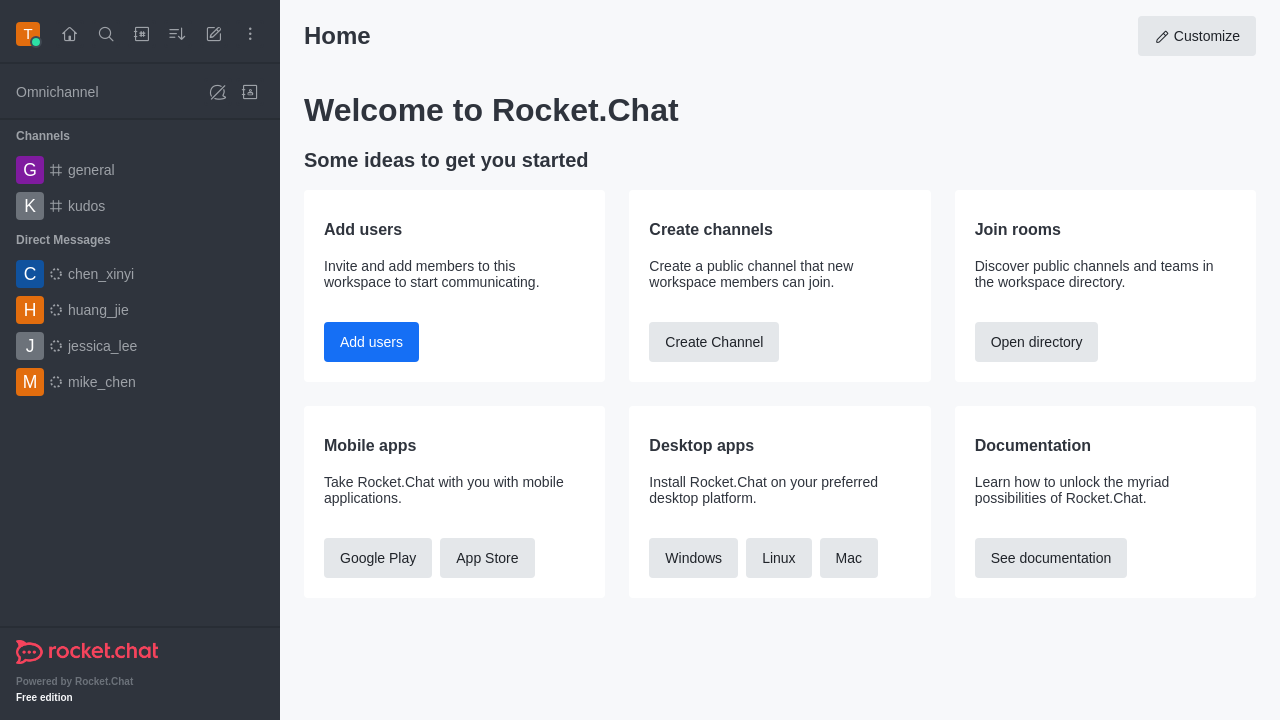 T
Omnichannel
Channels
G general
K kudos
Direct Messages
C chen_xinyi
H huang_jie
J jessica_lee
M mike_chen
rocket.chat
Powered by Rocket.Chat
Free edition
Home
Customize
Welcome to Rocket.Chat
Some ideas to get you started
Add users
Invite and add members to this
workspace to start communicating.
Add users
Create channels
Create a public channel that new
workspace members can join.
Create Channel
Join rooms
Discover public channels and teams in
the workspace directory.
Open directory
Mobile apps
Take Rocket.Chat with you with mobile
applications.
Google Play App Store
Desktop apps
Install Rocket.Chat on your preferred
desktop platform.
Windows Linux Mac
Documentation
Learn how to unlock the myriad
possibilities of Rocket.Chat.
See documentation